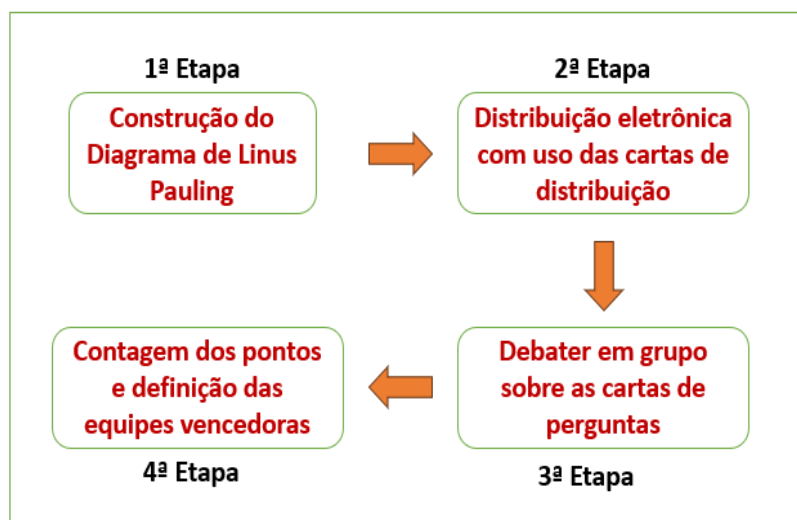 1ª Etapa
Construção do
Diagrama de Linus
Pauling
2ª Etapa
Distribuição eletrônica
com uso das cartas de
distribuição
Debater em grupo
sobre as cartas de
perguntas
3ª Etapa
Contagem dos pontos
e definição das
equipes vencedoras
4ª Etapa